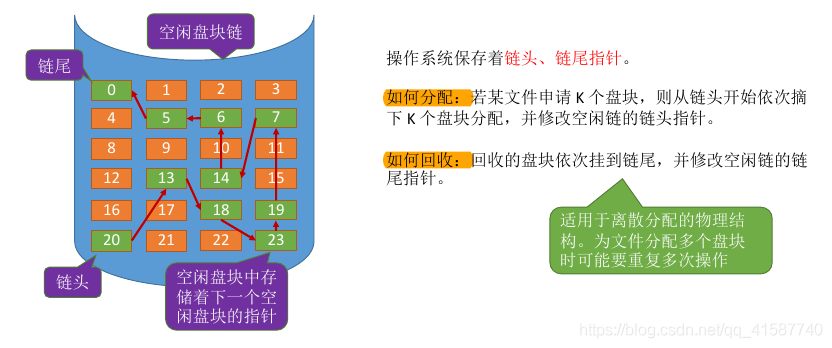 空闲盘块链
链尾
0 1 2 3
4 5 6 7
8 9 10 11
12 13 14 15
16 17 18 19
20 21 22 23
链头
空闲盘块中存
储着下一个空
闲盘块的指针
操作系统保存着链头、链尾指针。
如何分配：若某文件申请 K 个盘块，则从链头开始依次摘
下 K 个盘块分配，并修改空闲链的链头指针。
如何回收：回收的盘块依次挂到链尾，并修改空闲链的链
尾指针。
适用于离散分配的物理结
构。为文件分配多个盘块
时可能要重复多次操作
https://blog.csdn.net/qq_41587740